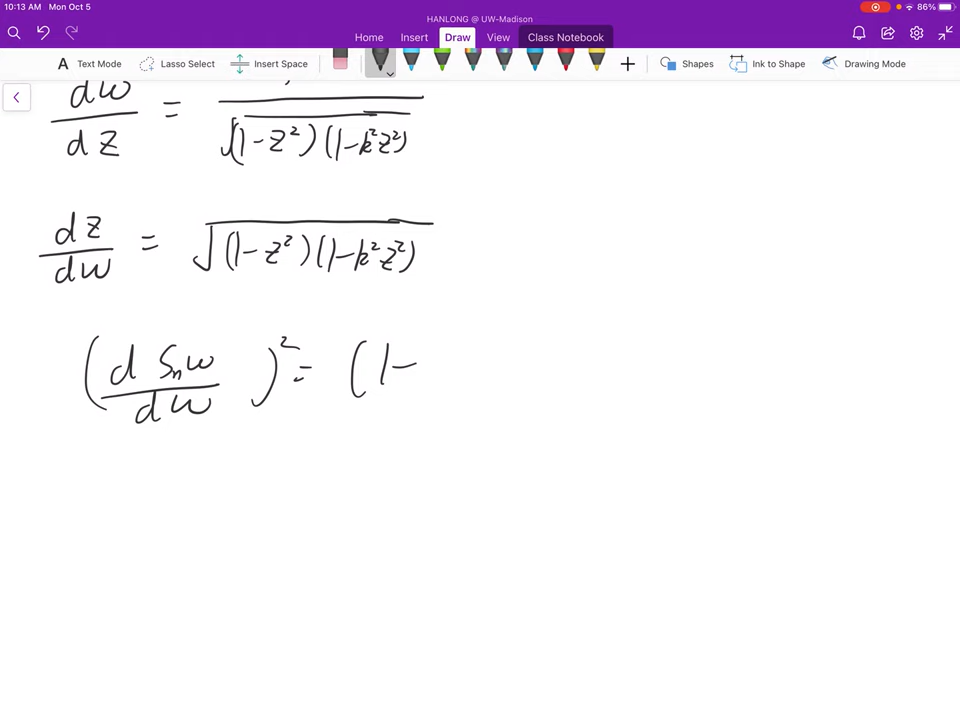 10:13 AM Mon Oct 5
86%
HANLONG @ UW-Madison
Home Insert Draw View Class Notebook
A Text Mode Lasso Select Insert Space Shapes Ink to Shape Drawing Mode
dw/dz = /√(1-z²)(1-k²z²)
dz/dw = √(1-z²)(1-k²z²)
(d Sn w/dw)² = (1-